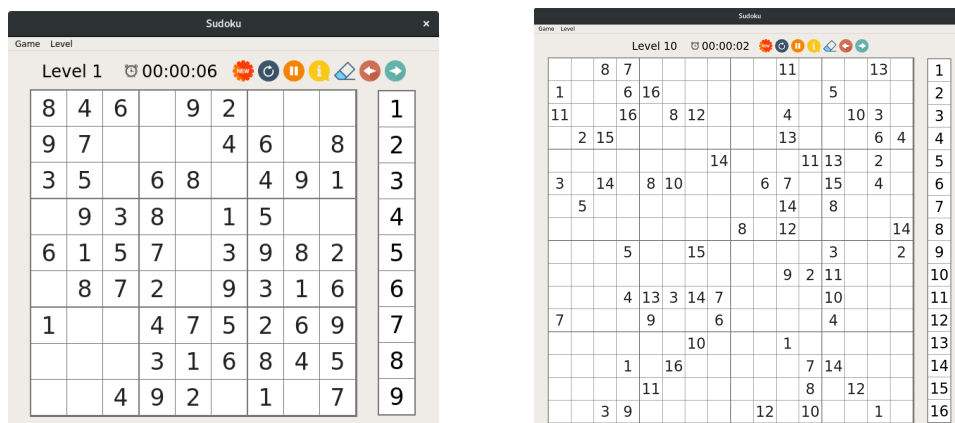 Sudoku ×
Game Level
Level 1 00:00:06 NEW i
8 4 6 9 2 1
9 7 4 6 8 2
3 5 6 8 4 9 1 3
9 3 8 1 5 4
6 1 5 7 3 9 8 2 5
8 7 2 9 3 1 6 6
1 4 7 5 2 6 9 7
3 1 6 8 4 5 8
4 9 2 1 7 9
Sudoku
Game Level
Level 10 00:00:02 NEW i
8 7 11 13 1
1 6 16 5 2
11 16 8 12 4 10 3 3
2 15 13 6 4 4
14 11 13 2 5
3 14 8 10 6 7 15 4 6
5 14 8 7
8 12 14 8
5 15 3 2 9
9 2 11 10
4 13 3 14 7 10 11
7 9 6 4 12
10 1 13
1 16 7 14 14
11 8 12 15
3 9 12 10 1 16